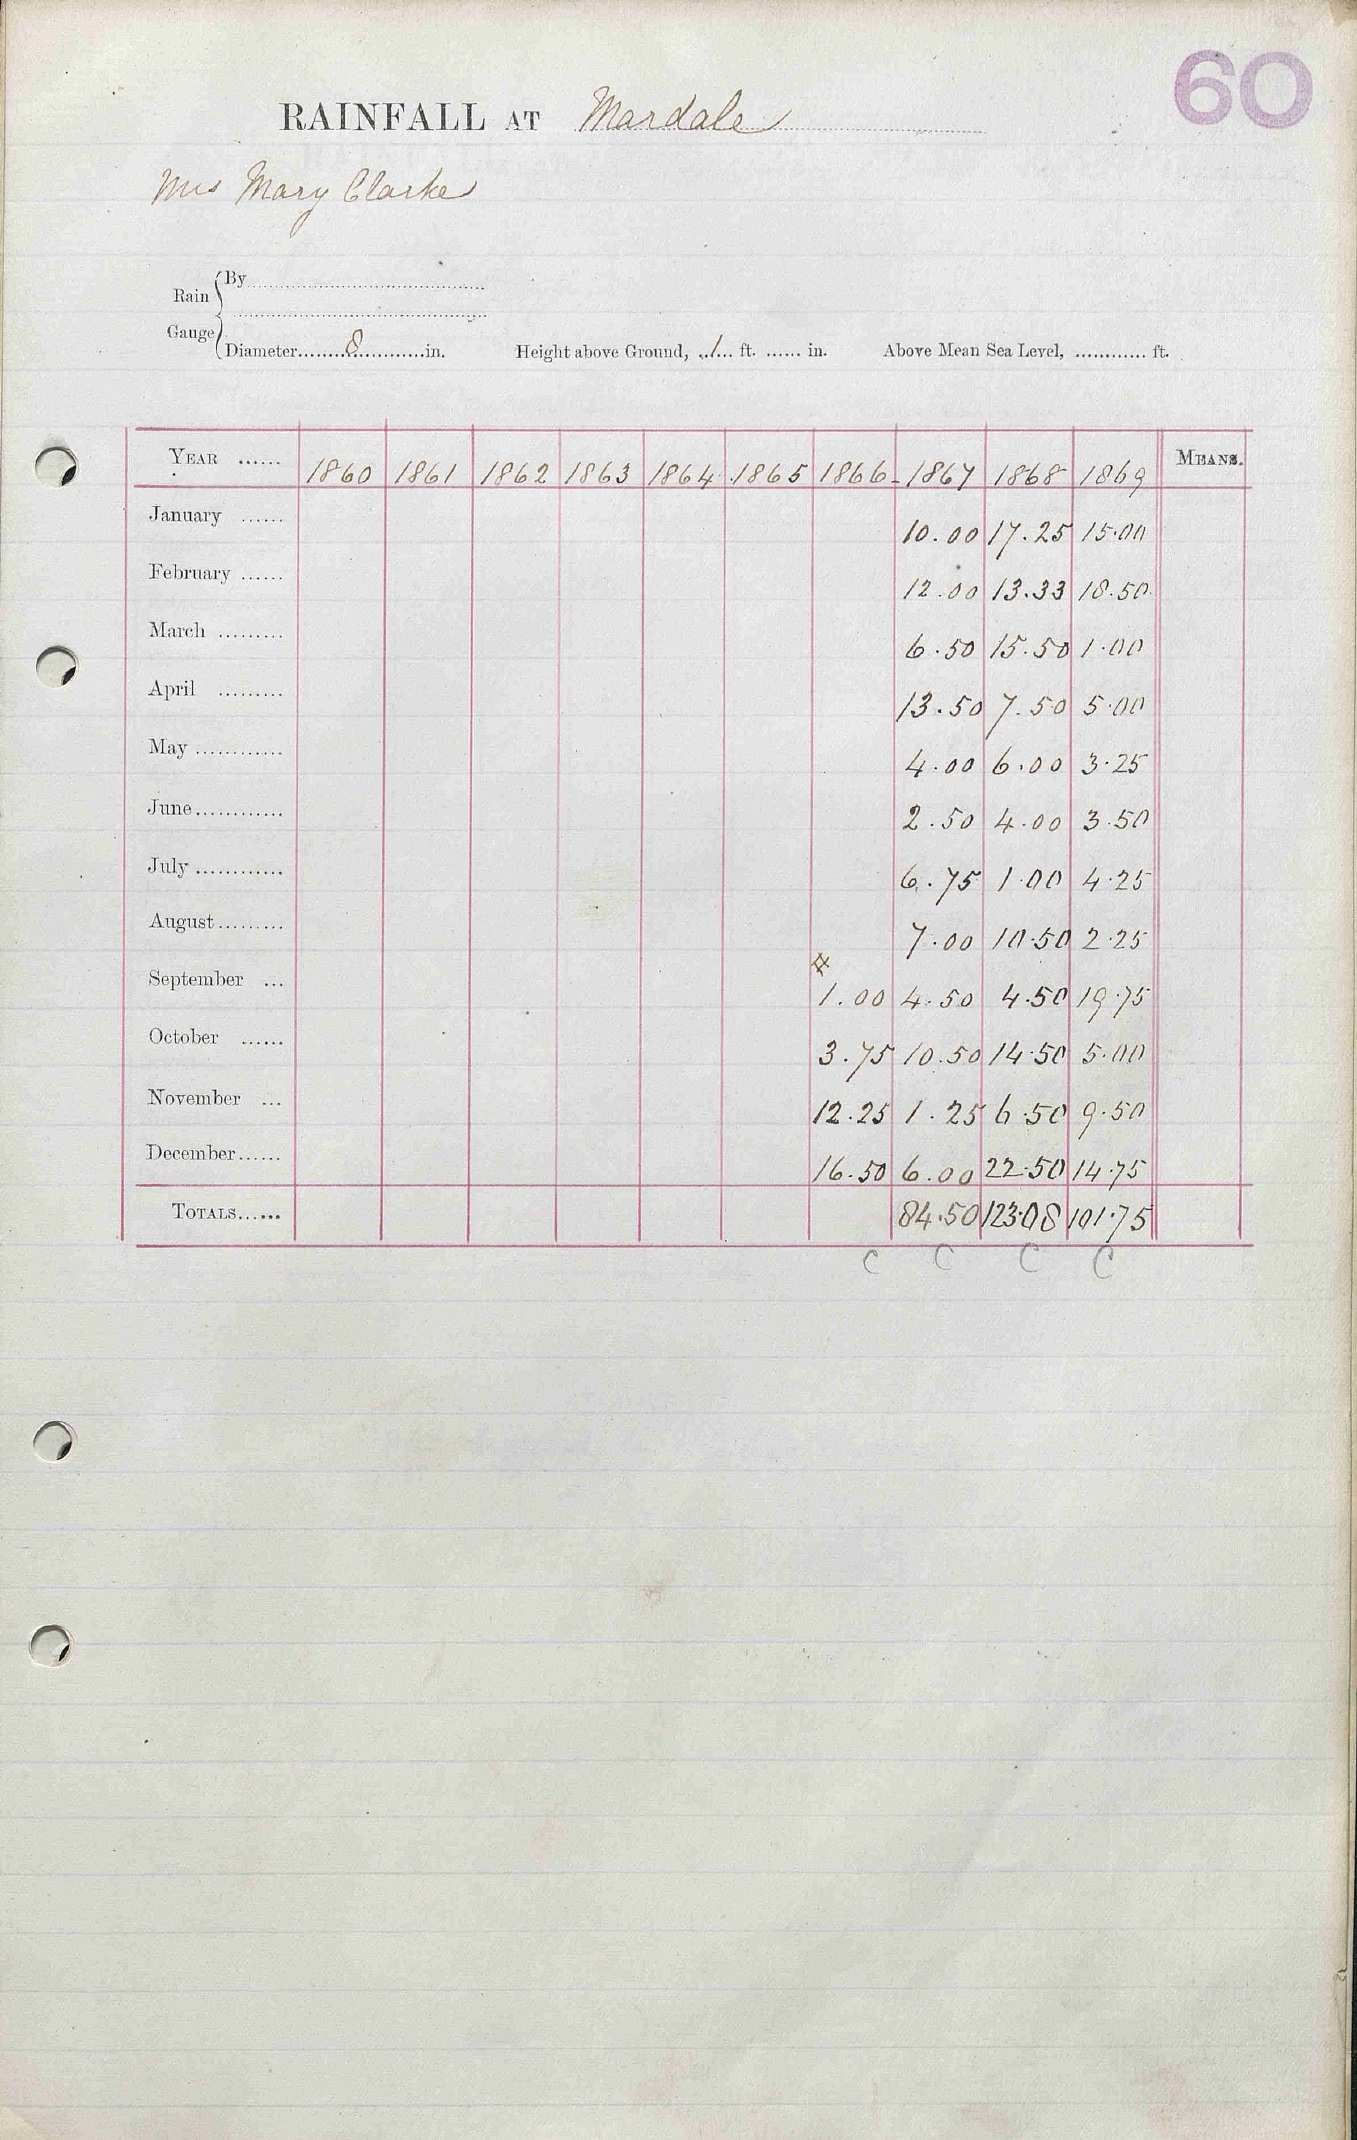 60
RAINFALL AT Mardale
Mrs Mary Clarke
Rain Gauge
By
Diameter 8 in. Height above Ground, 1 ft. in. Above Mean Sea Level, ft.
YEAR 1860 1861 1862 1863 1864 1865 1866 1867 1868 1869 MEANS.
January 10.00 17.25 15.00
February 12.00 13.33 18.50
March 6.50 15.50 1.00
April 13.50 7.50 5.00
May 4.00 6.00 3.25
June 2.50 4.00 3.50
July 6.75 1.00 4.25
August 7.00 10.50 2.25
September 1.00 4.50 4.50 19.75
October 3.75 10.50 14.50 5.00
November 12.25 1.25 6.50 9.50
December 16.50 6.00 22.50 14.75
TOTALS 84.50 123.08 101.75
C C C C